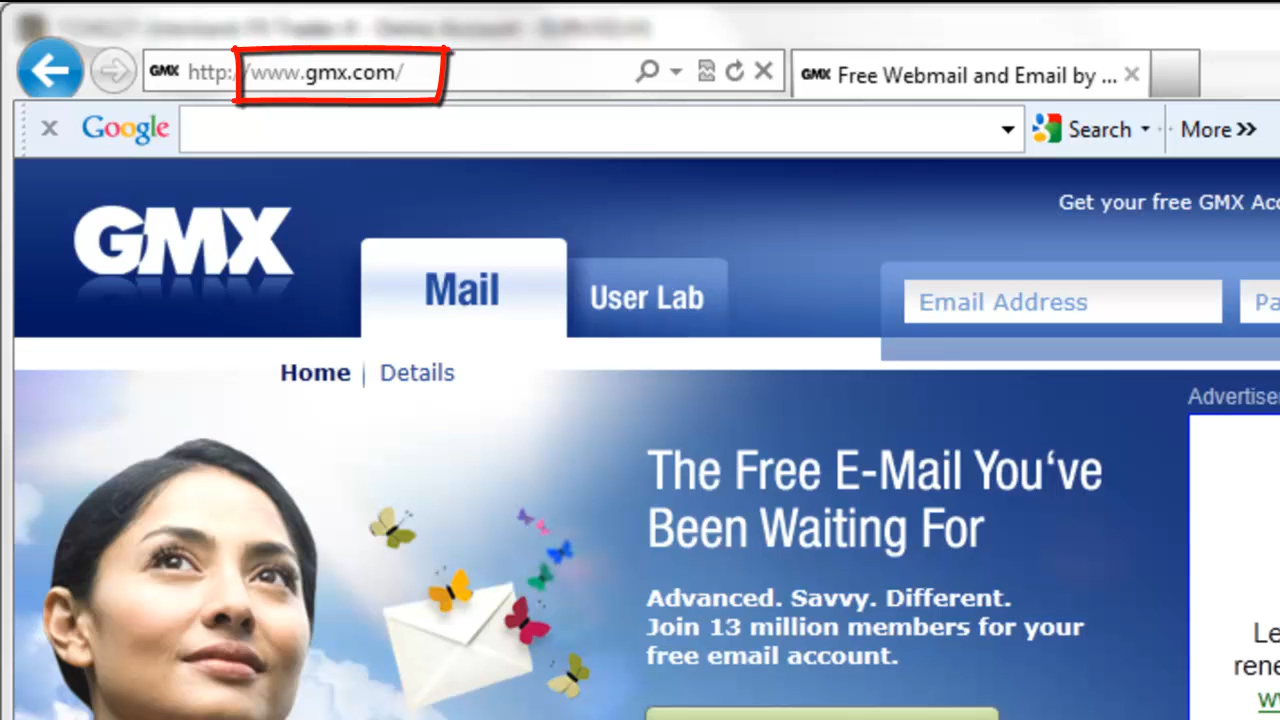 GMX http://www.gmx.com/
GMX Free Webmail and Email by ...
Google
Search
More
GMX
Get your free GMX
Mail
User Lab
Email Address
Home
Details
Advertise
The Free E-Mail You‘ve
Been Waiting For
Advanced. Savvy. Different.
Join 13 million members for your
free email account.